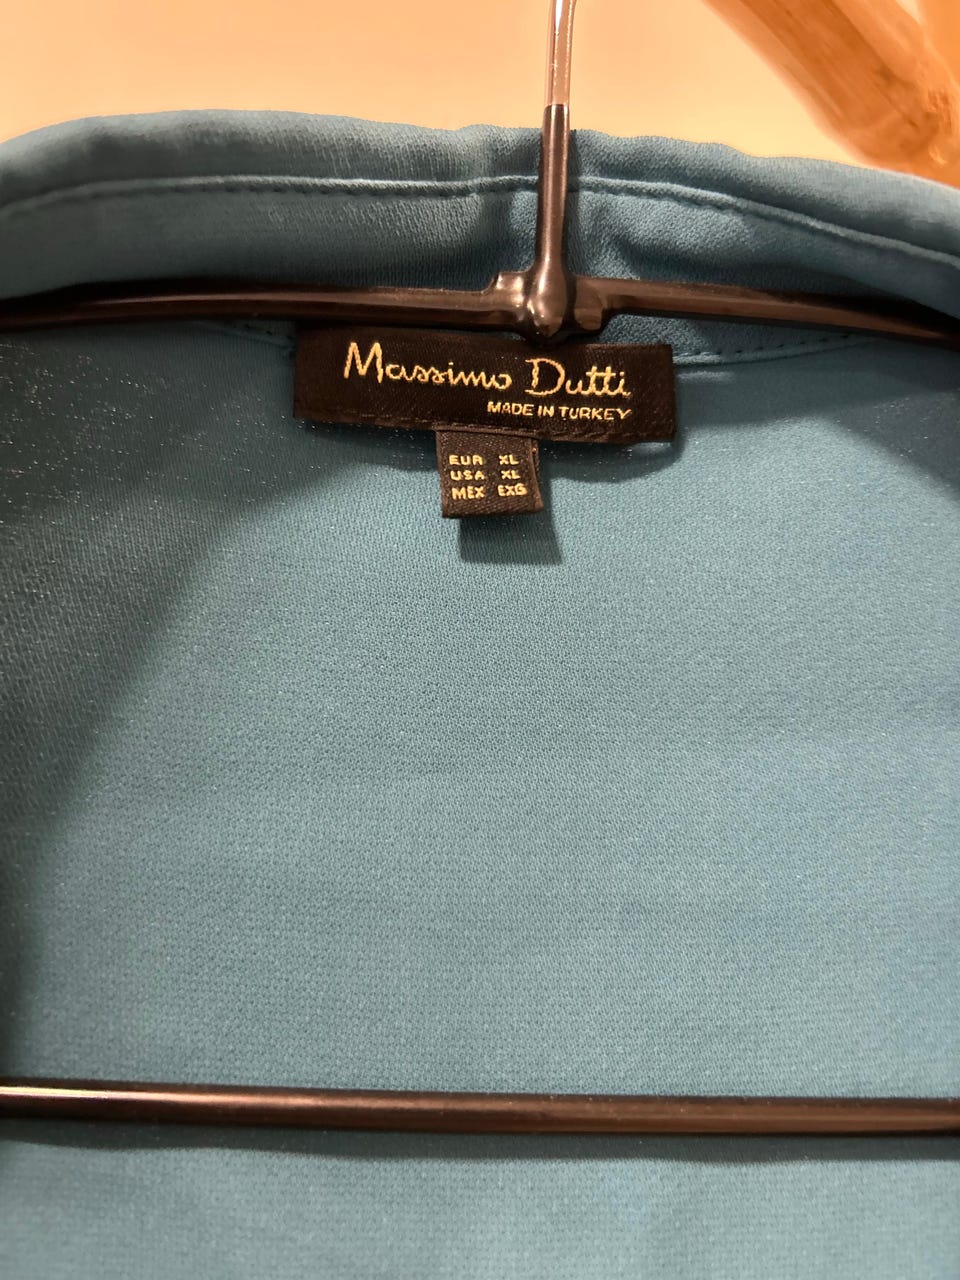 Massimo Dutti
MADE IN TURKEY
EUR XL
USA XL
MEX EXG